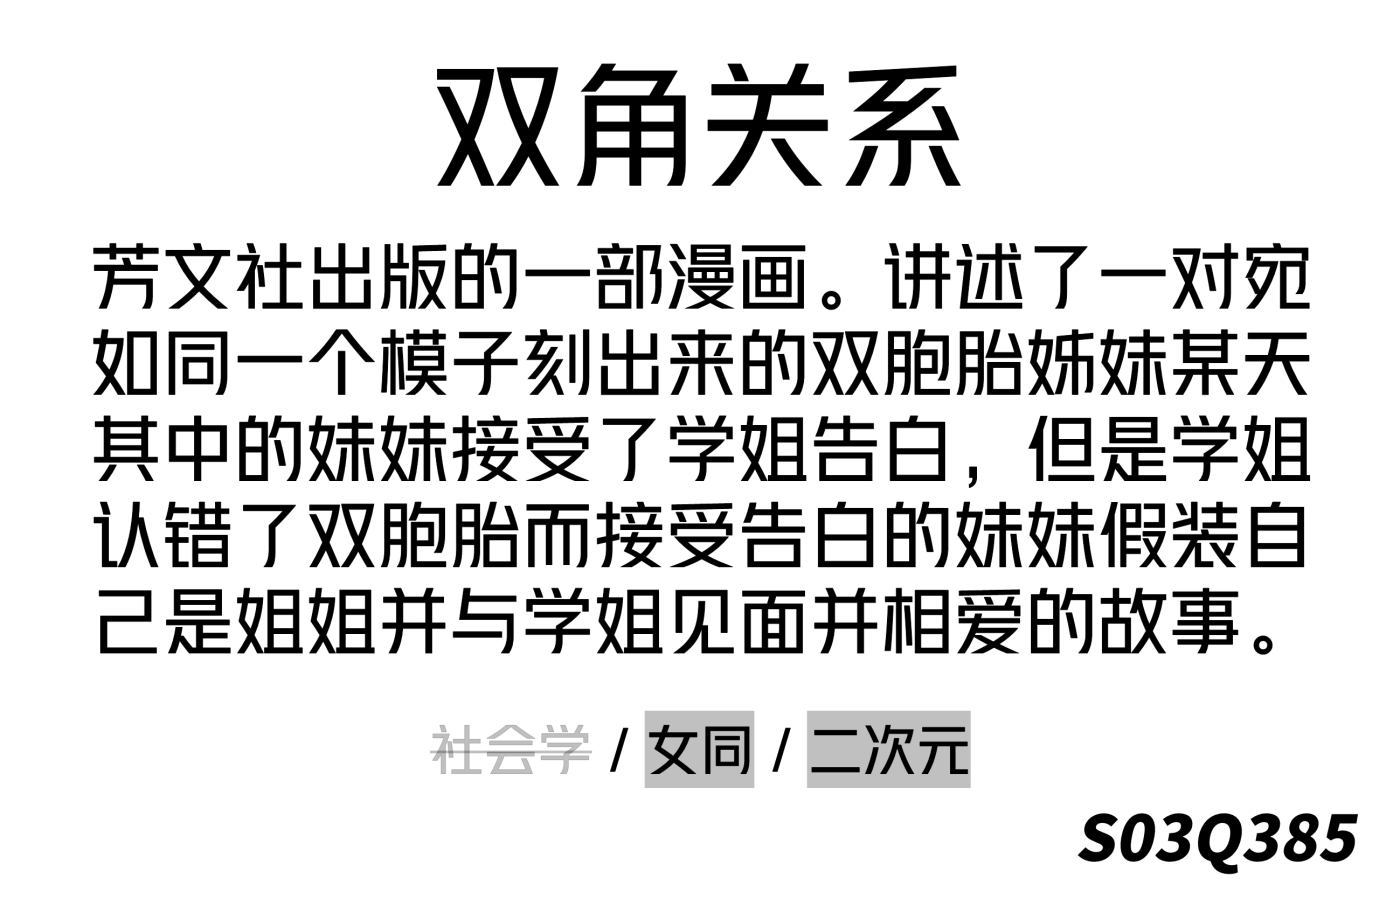 双角关系
芳文社出版的一部漫画。讲述了一对宛
如同一个模子刻出来的双胞胎姊妹某天
其中的妹妹接受了学姐告白，但是学姐
认错了双胞胎而接受告白的妹妹假装自
己是姐姐并与学姐见面并相爱的故事。
社会学 / 女同 / 二次元
S03Q385